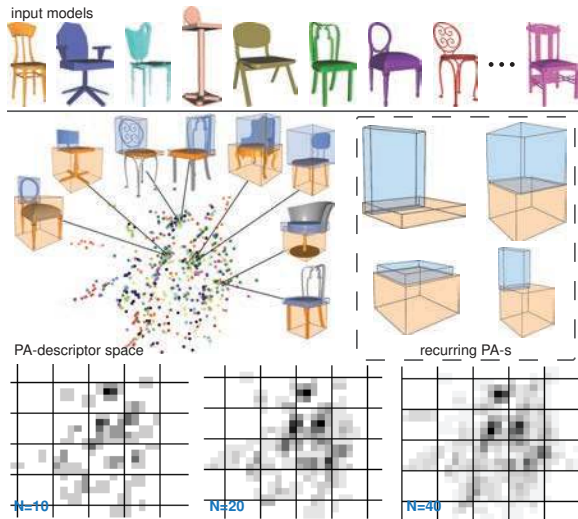 input models
PA-descriptor space
recurring PA-s
N=10
N=20
N=40